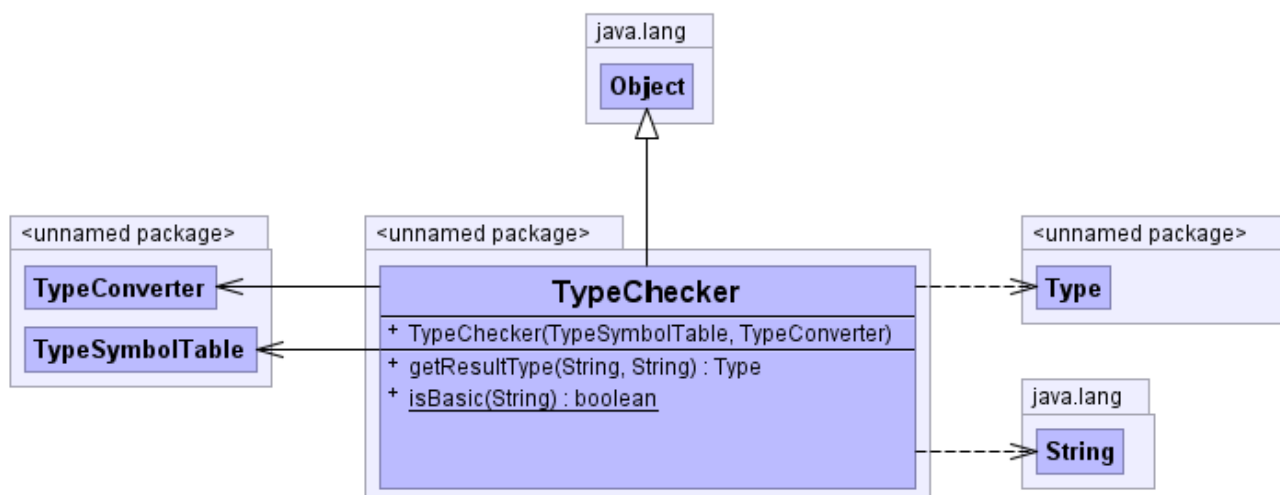 java.lang
Object
<unnamed package>
TypeConverter
TypeSymbolTable
<unnamed package>
TypeChecker
+ TypeChecker(TypeSymbolTable, TypeConverter)
+ getResultType(String, String) : Type
+ isBasic(String) : boolean
<unnamed package>
Type
java.lang
String